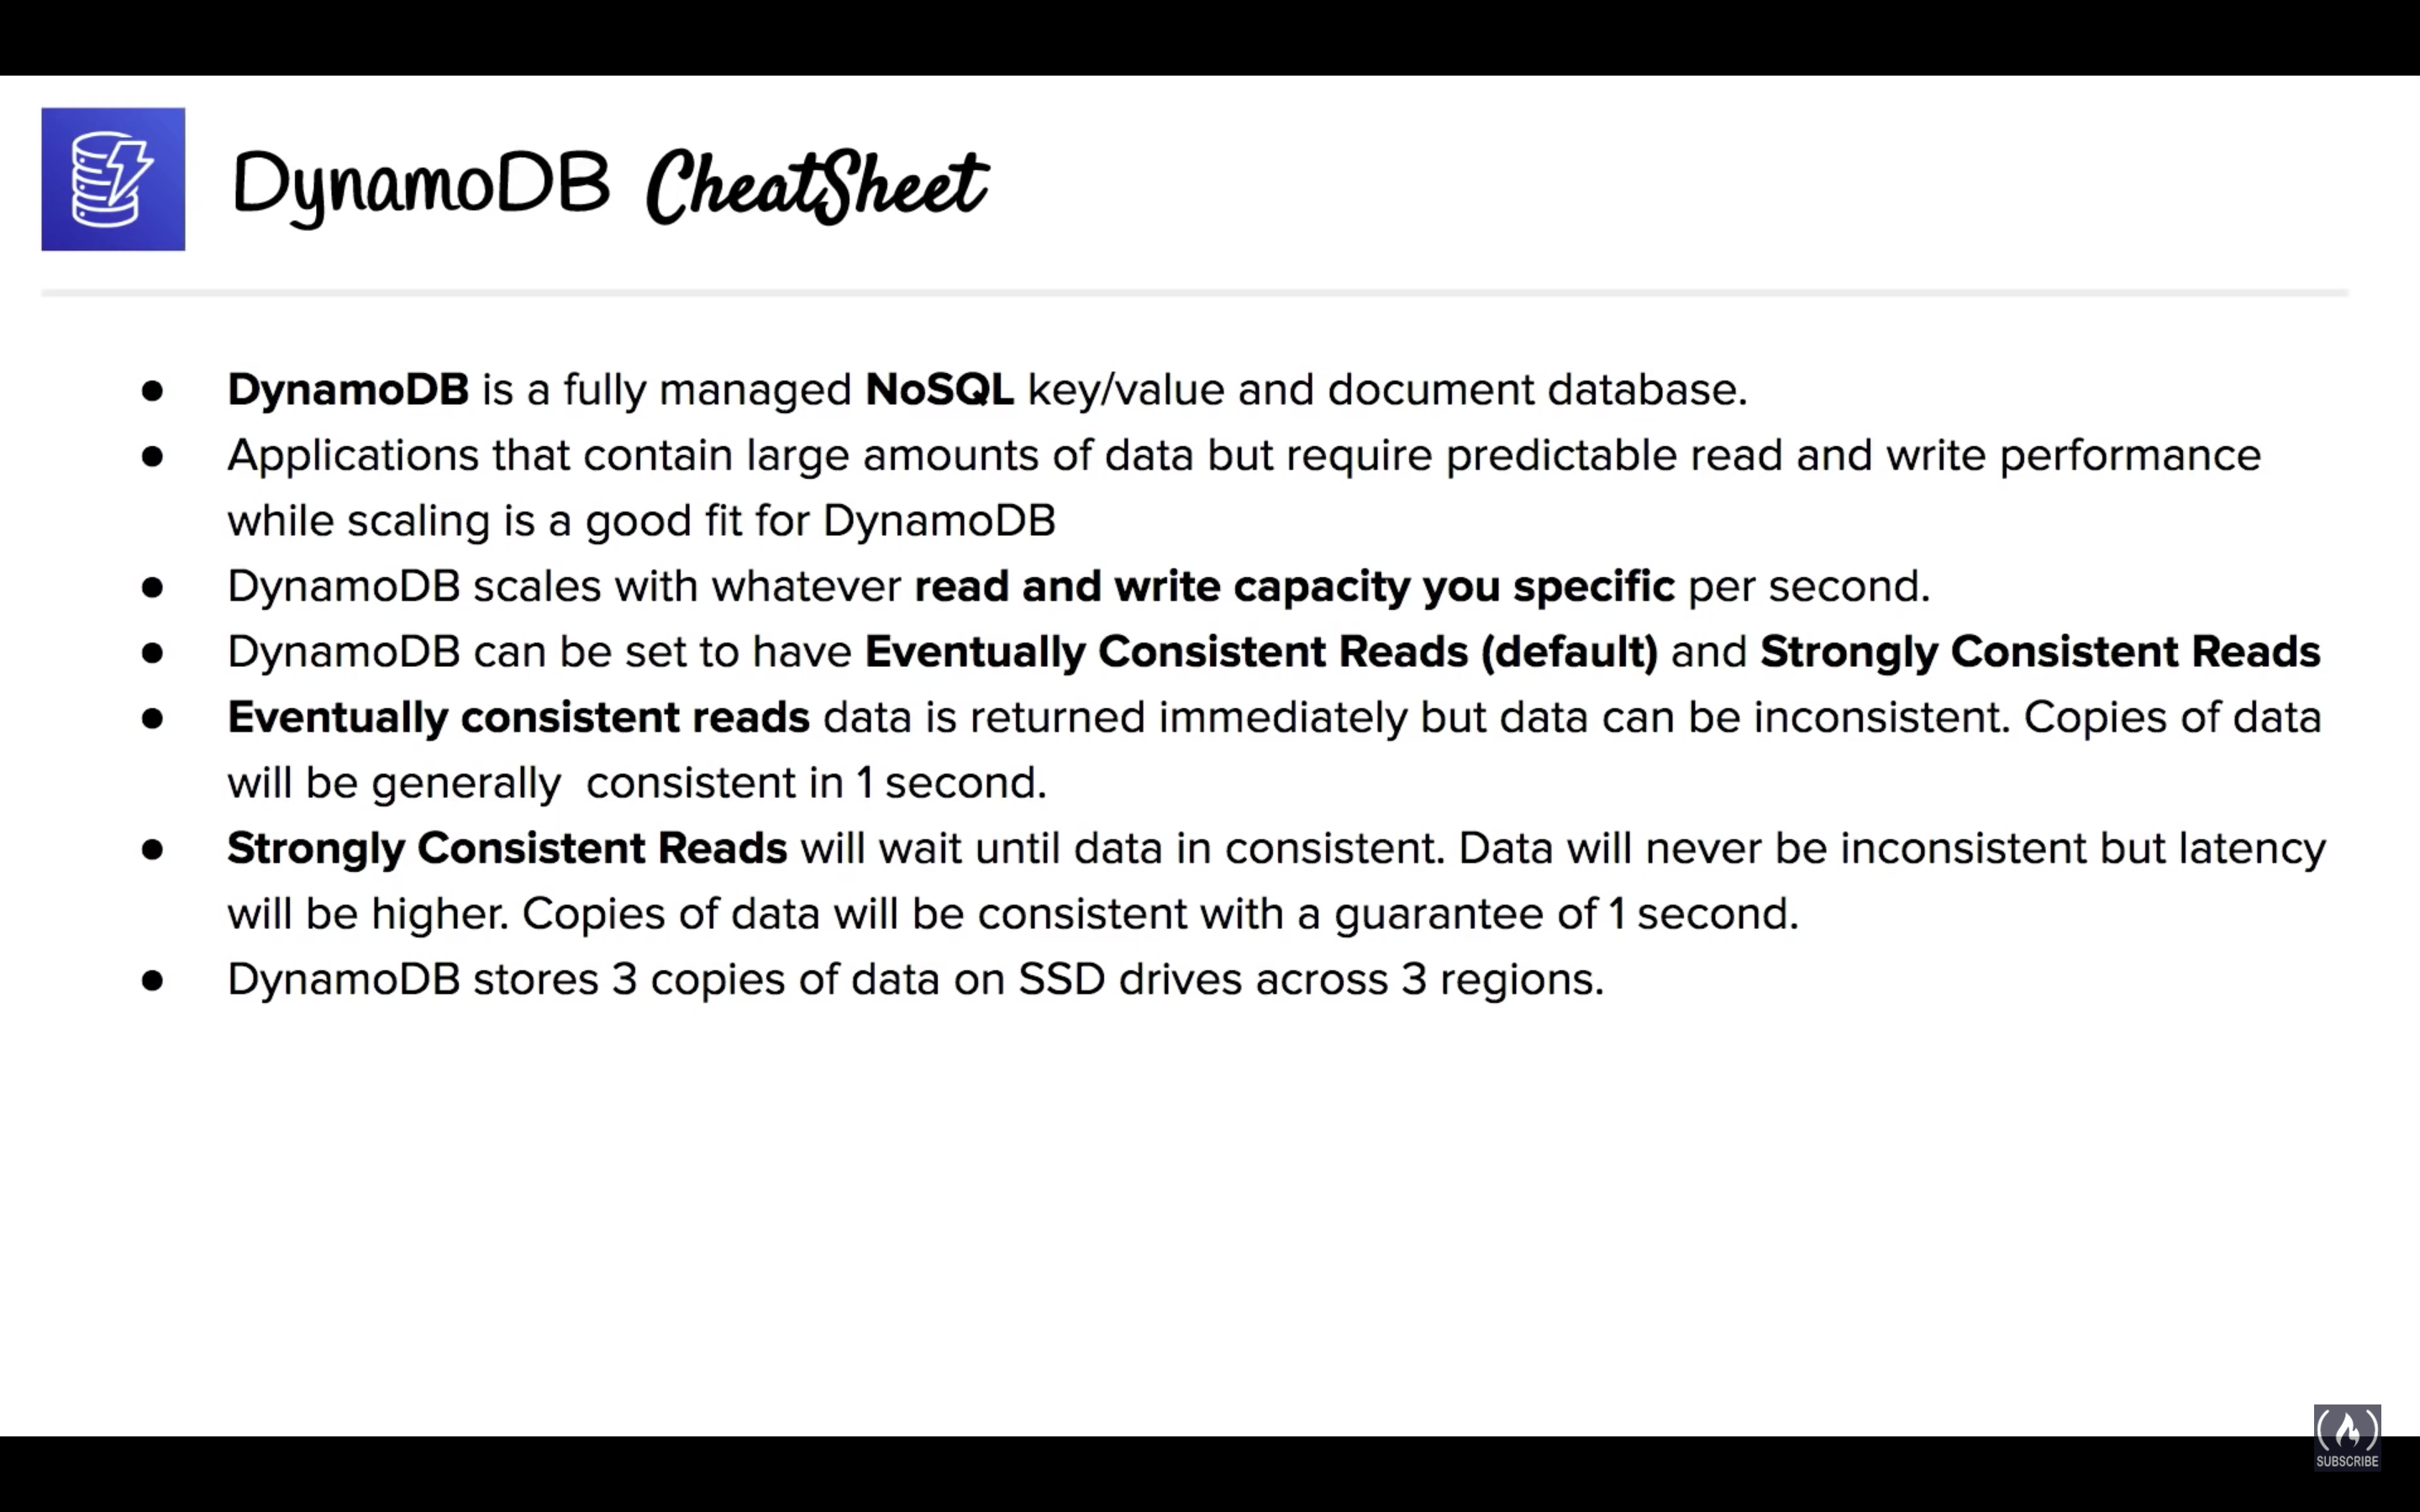 DynamoDB CheatSheet
● DynamoDB is a fully managed NoSQL key/value and document database.
● Applications that contain large amounts of data but require predictable read and write performance
while scaling is a good fit for DynamoDB
● DynamoDB scales with whatever read and write capacity you specific per second.
● DynamoDB can be set to have Eventually Consistent Reads (default) and Strongly Consistent Reads
● Eventually consistent reads data is returned immediately but data can be inconsistent. Copies of data
will be generally  consistent in 1 second.
● Strongly Consistent Reads will wait until data in consistent. Data will never be inconsistent but latency
will be higher. Copies of data will be consistent with a guarantee of 1 second.
● DynamoDB stores 3 copies of data on SSD drives across 3 regions.
SUBSCRIBE